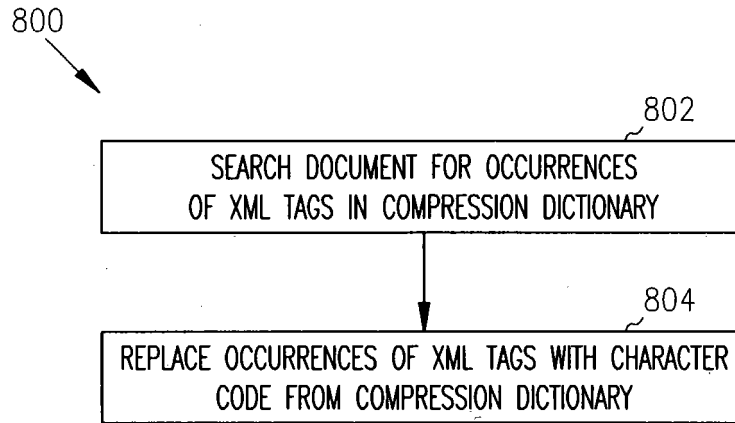 800
802
SEARCH DOCUMENT FOR OCCURRENCES
OF XML TAGS IN COMPRESSION DICTIONARY
804
REPLACE OCCURRENCES OF XML TAGS WITH CHARACTER
CODE FROM COMPRESSION DICTIONARY